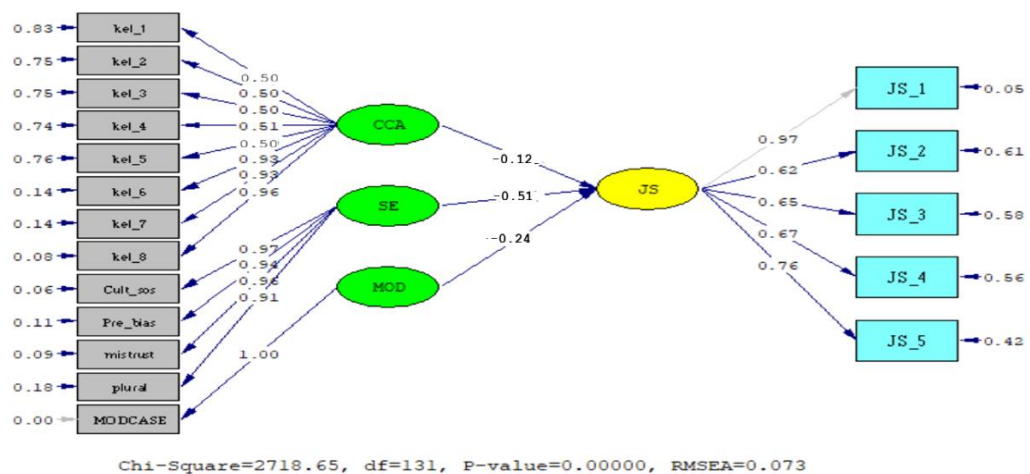 0.83 kel_1
0.75 kel_2
0.75 kel_3
0.74 kel_4
0.76 kel_5
0.14 kel_6
0.14 kel_7
0.08 kel_8
0.06 Cult_sos
0.11 Pre_bias
0.09 mistrust
0.18 plural
0.00 MODCASE
0.50
0.50
0.50
0.51
0.50
0.93
0.93
0.96
0.97
0.94
0.96
0.91
1.00
CCA
SE
MOD
-0.12
-0.51
-0.24
JS
0.97
0.62
0.65
0.67
0.76
JS_1 0.05
JS_2 0.61
JS_3 0.58
JS_4 0.56
JS_5 0.42
Chi-Square=2718.65, df=131, P-value=0.00000, RMSEA=0.073